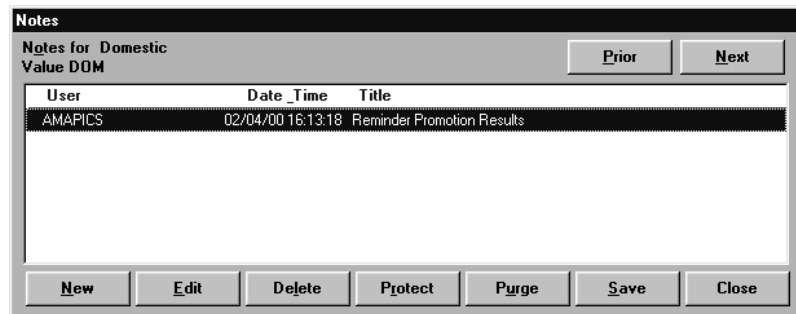 Notes
Notes for Domestic
Value DOM
Prior Next
User Date_Time Title
AMAPICS 02/04/00 16:13:18 Reminder Promotion Results
New Edit Delete Protect Purge Save Close